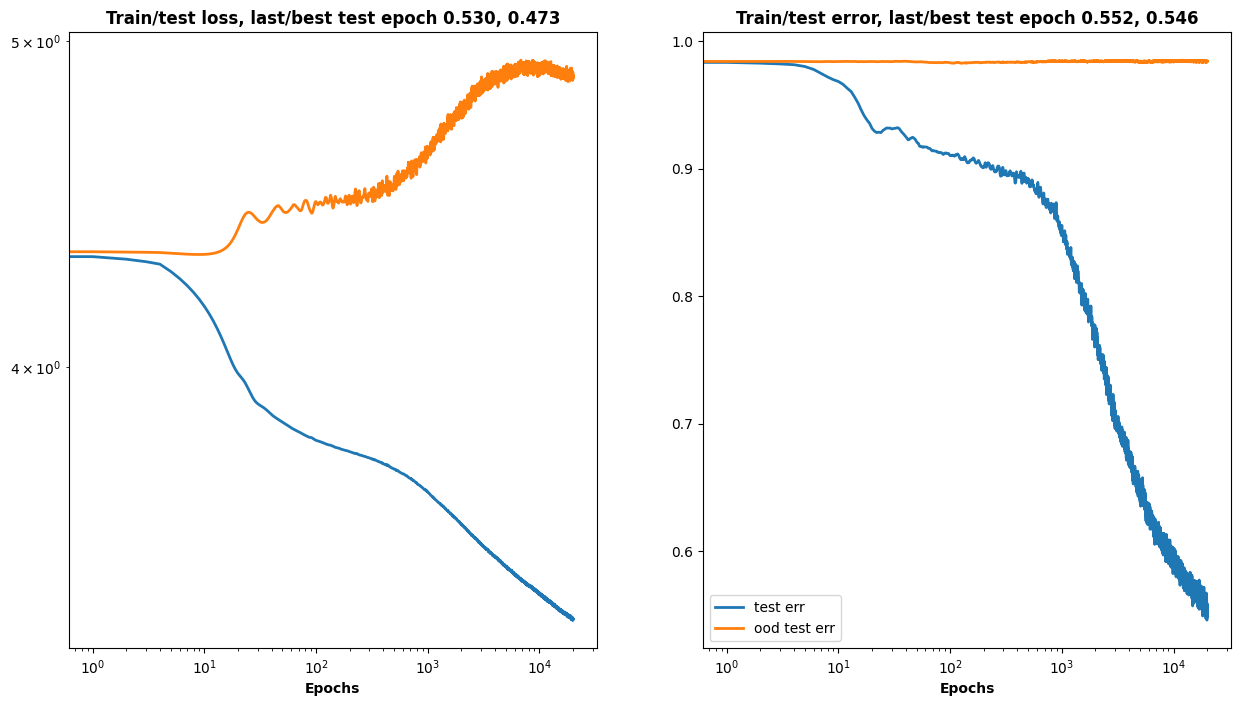 Train/test loss, last/best test epoch 0.530, 0.473
5 × 10⁰
4 × 10⁰
10⁰ 10¹ 10² 10³ 10⁴
Epochs
Train/test error, last/best test epoch 0.552, 0.546
1.0
0.9
0.8
0.7
0.6
test err
ood test err
10⁰ 10¹ 10² 10³ 10⁴
Epochs